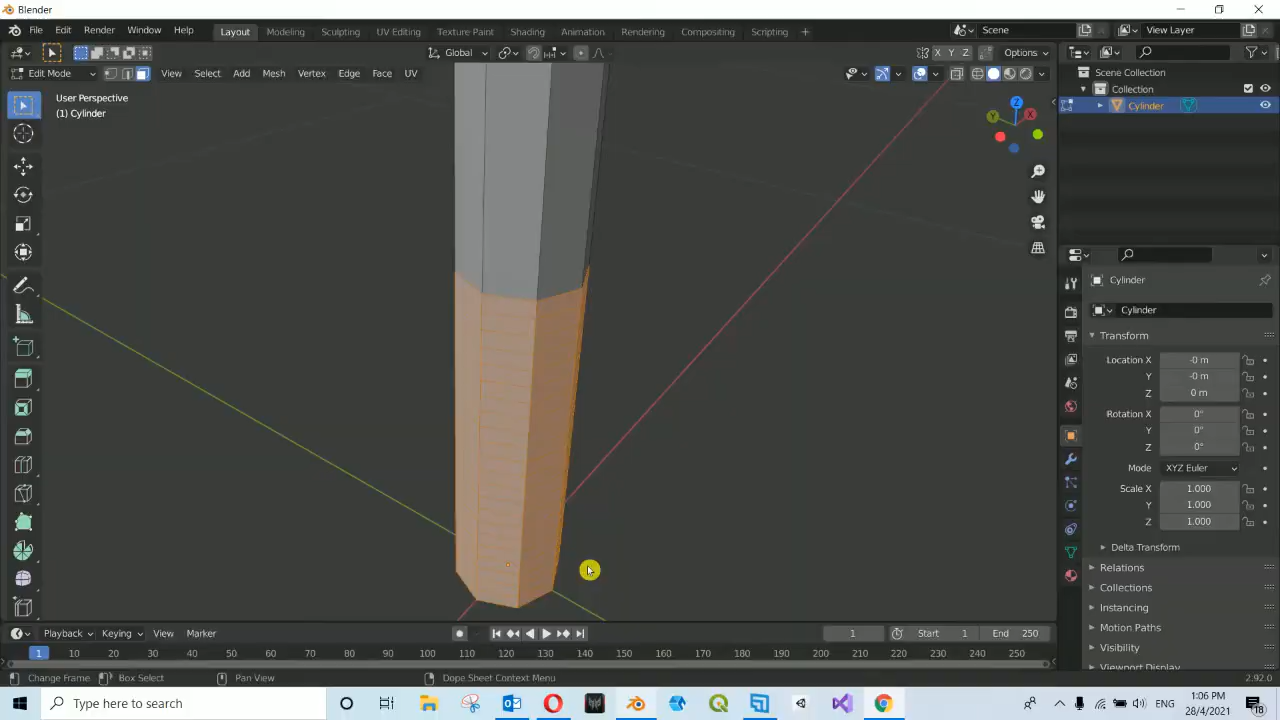 Blender
File Edit Render Window Help
Layout Modeling Sculpting UV Editing Texture Paint Shading Animation Rendering Compositing Scripting +
Scene
View Layer
Global
X Y Z Options
Edit Mode View Select Add Mesh Vertex Edge Face UV
User Perspective
(1) Cylinder
Z
Y
X
Scene Collection
Collection
Cylinder
Cylinder
Cylinder
Transform
Location X -0 m
Y -0 m
Z 0 m
Rotation X 0°
Y 0°
Z 0°
Mode XYZ Euler
Scale X 1.000
Y 1.000
Z 1.000
Delta Transform
Relations
Collections
Instancing
Motion Paths
Visibility
Viewport Display
Playback Keying View Marker
1 Start 1 End 250
1 10 20 30 40 50 60 70 80 90 100 110 120 130 140 150 160 170 180 190 200 210 220 230 240 250
Change Frame Box Select Pan View Dope Sheet Context Menu 2.92.0
Type here to search
ENG
1:06 PM
28/4/2021
18